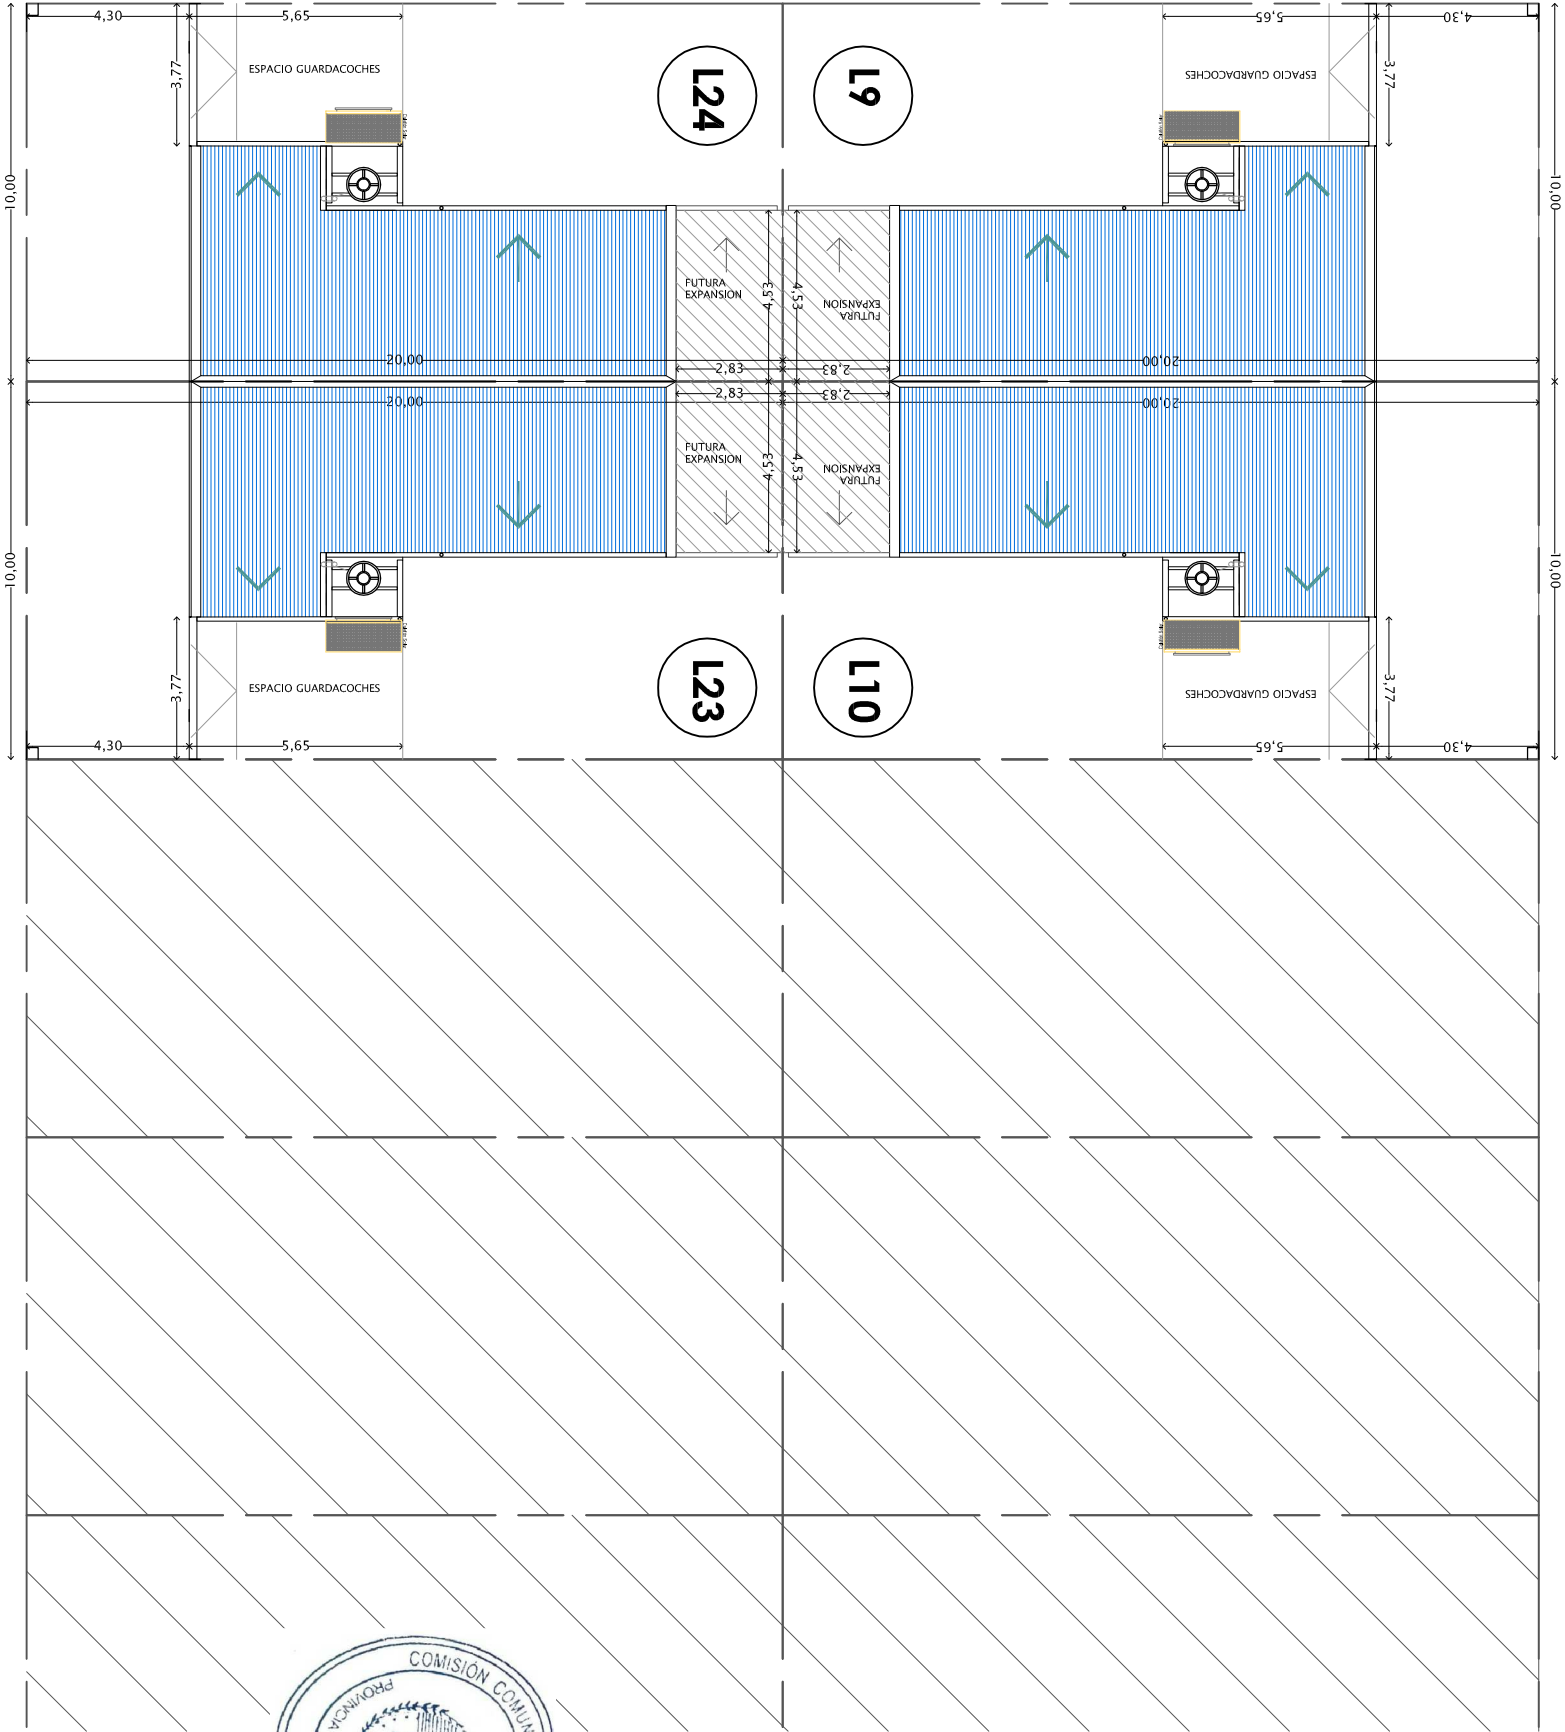 4,30
5,65
5,65
4,30
3,77
ESPACIO GUARDACOCHES
L24
L9
ESPACIO GUARDACOCHES
3,77
10,00
10,00
FUTURA
EXPANSION
4,53
4,53
FUTURA
EXPANSION
20,00
20,00
2,83
2,83
2,83
2,83
20,00
20,00
FUTURA
EXPANSION
4,53
4,53
FUTURA
EXPANSION
10,00
10,00
3,77
ESPACIO GUARDACOCHES
L23
L10
ESPACIO GUARDACOCHES
3,77
4,30
5,65
5,65
4,30
COMISIÓN COMUN
PROVINCIA